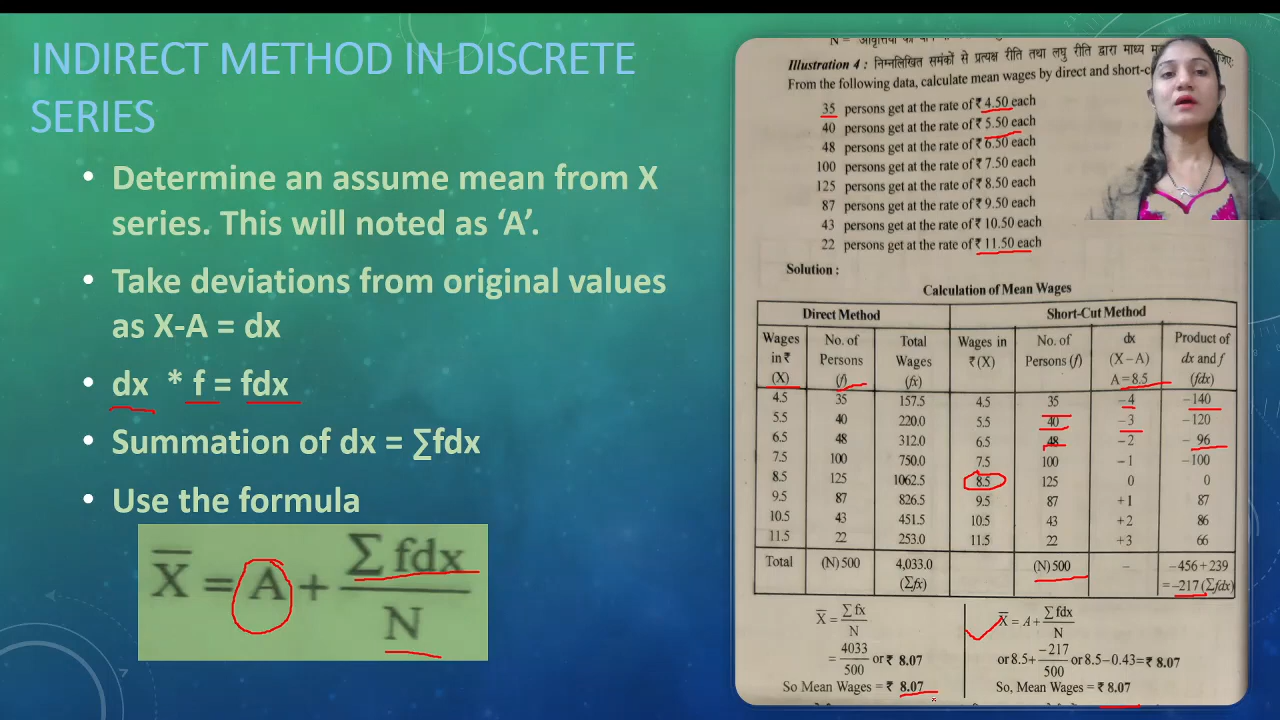 INDIRECT METHOD IN DISCRETE
SERIES
• Determine an assume mean from X
series. This will noted as ‘A’.
• Take deviations from original values
as X-A = dx
• dx * f = fdx
• Summation of dx = ∑fdx
• Use the formula
X̅ = A + ∑ fdx / N
Illustration 4 : निम्नलिखित समंकों से प्रत्यक्ष रीति तथा लघु रीति द्वारा माध्य
From the following data, calculate mean wages by direct and
35 persons get at the rate of ₹ 4.50 each
40 persons get at the rate of ₹ 5.50 each
48 persons get at the rate of ₹ 6.50 each
100 persons get at the rate of ₹ 7.50 each
125 persons get at the rate of ₹ 8.50 each
87 persons get at the rate of ₹ 9.50 each
43 persons get at the rate of ₹ 10.50 each
22 persons get at the rate of ₹ 11.50 each
Solution :
Calculation of Mean Wages
Direct Method Short-Cut Method
Wages No. of Total Wages in No. of dx Product of
in ₹ Persons Wages ₹ (X) Persons (f) (X – A) dx and f
(X) (f) (fx) A = 8.5 (fdx)
4.5 35 157.5 4.5 35 –4 –140
5.5 40 220.0 5.5 40 –3 –120
6.5 48 312.0 6.5 48 –2 – 96
7.5 100 750.0 7.5 100 –1 –100
8.5 125 1062.5 8.5 125 0 0
9.5 87 826.5 9.5 87 +1 87
10.5 43 451.5 10.5 43 +2 86
11.5 22 253.0 11.5 22 +3 66
Total (N) 500 4,033.0 (N) 500 – –456 + 239
(∑fx) = –217 (∑fdx)
X̅ = ∑ fx / N
= 4033 / 500 or ₹ 8.07
So Mean Wages = ₹ 8.07
X̅ = A + ∑ fdx / N
or 8.5 + –217 / 500 or 8.5 – 0.43 = ₹ 8.07
So, Mean Wages = ₹ 8.07